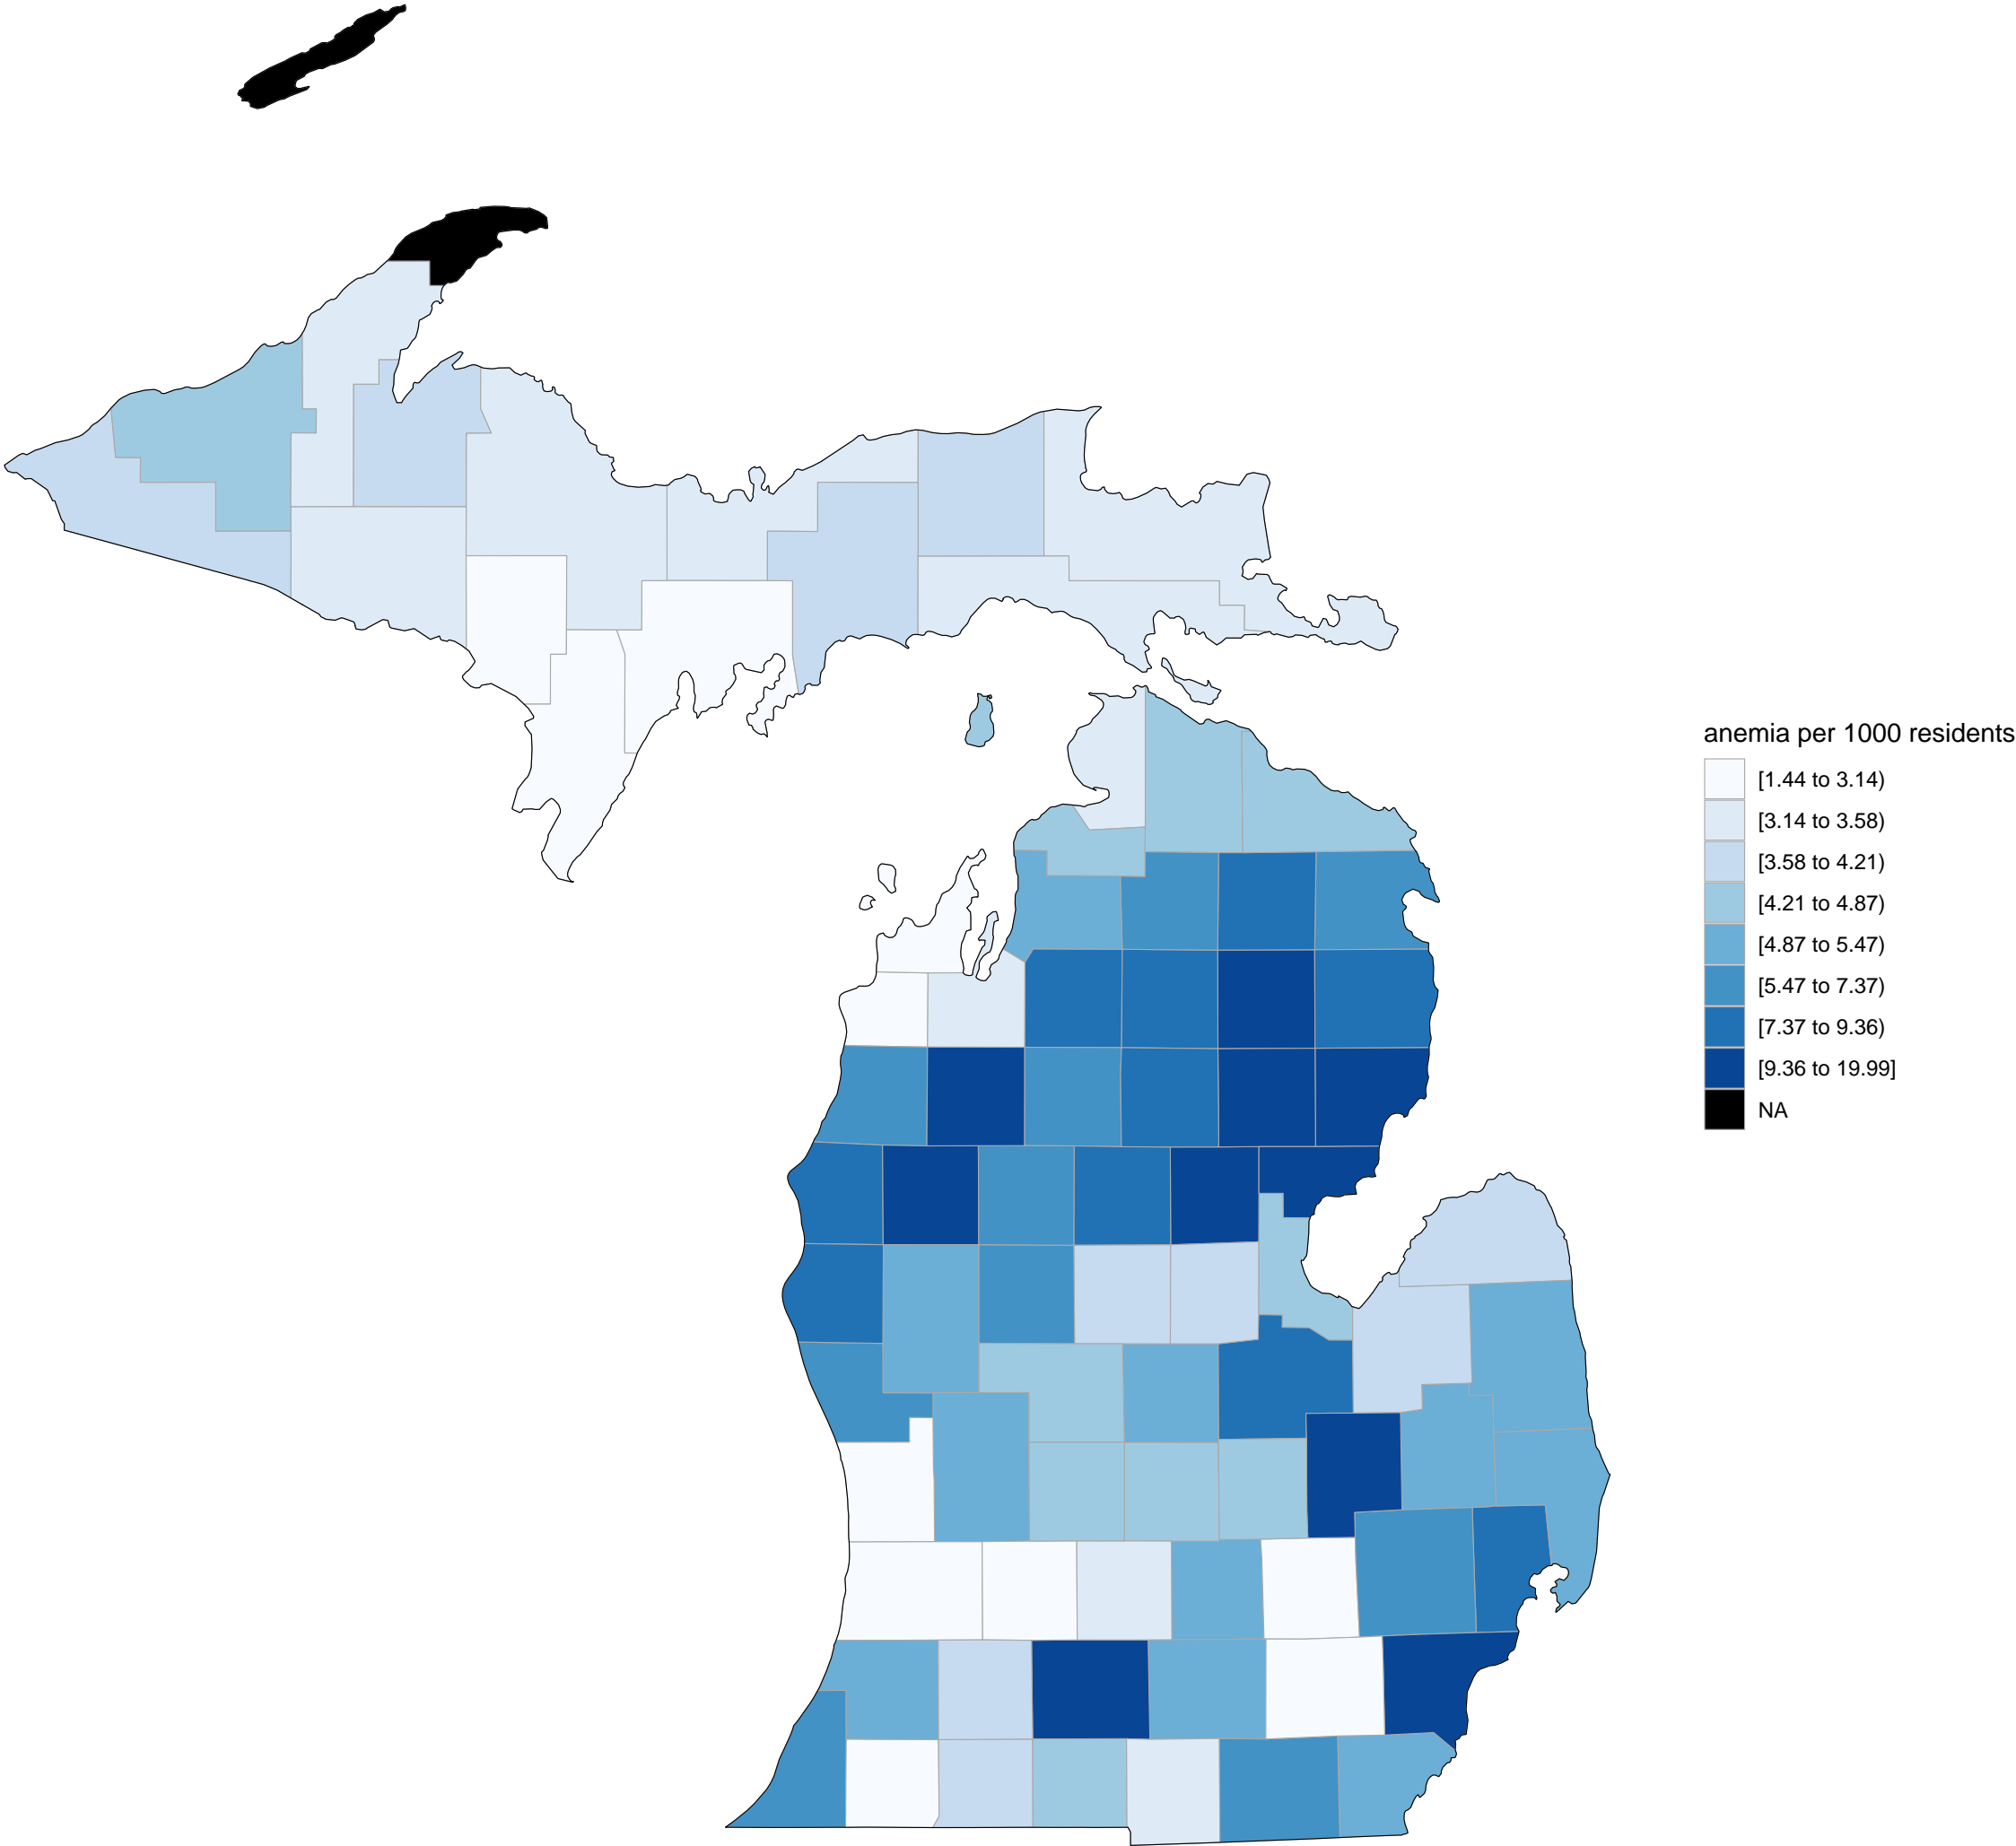 anemia per 1000 residents
[1.44 to 3.14)
[3.14 to 3.58)
[3.58 to 4.21)
[4.21 to 4.87)
[4.87 to 5.47)
[5.47 to 7.37)
[7.37 to 9.36)
[9.36 to 19.99]
NA